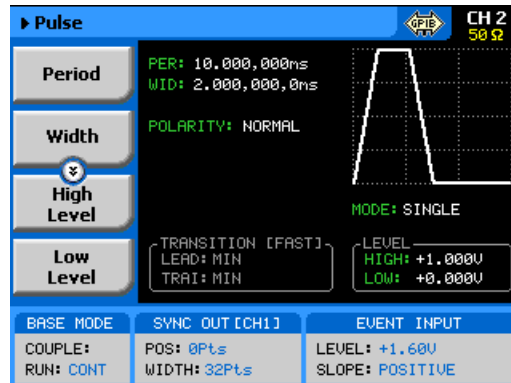 Pulse
GPIB
CH 2
50 Ω
Period
Width
High
Level
Low
Level
PER: 10.000,000ms
WID: 2.000,000,0ms
POLARITY: NORMAL
MODE: SINGLE
TRANSITION [FAST]
LEAD: MIN
TRAI: MIN
LEVEL
HIGH: +1.000V
LOW: +0.000V
BASE MODE
COUPLE:
RUN: CONT
SYNC OUT [CH1]
POS: 0Pts
WIDTH: 32Pts
EVENT INPUT
LEVEL: +1.60V
SLOPE: POSITIVE